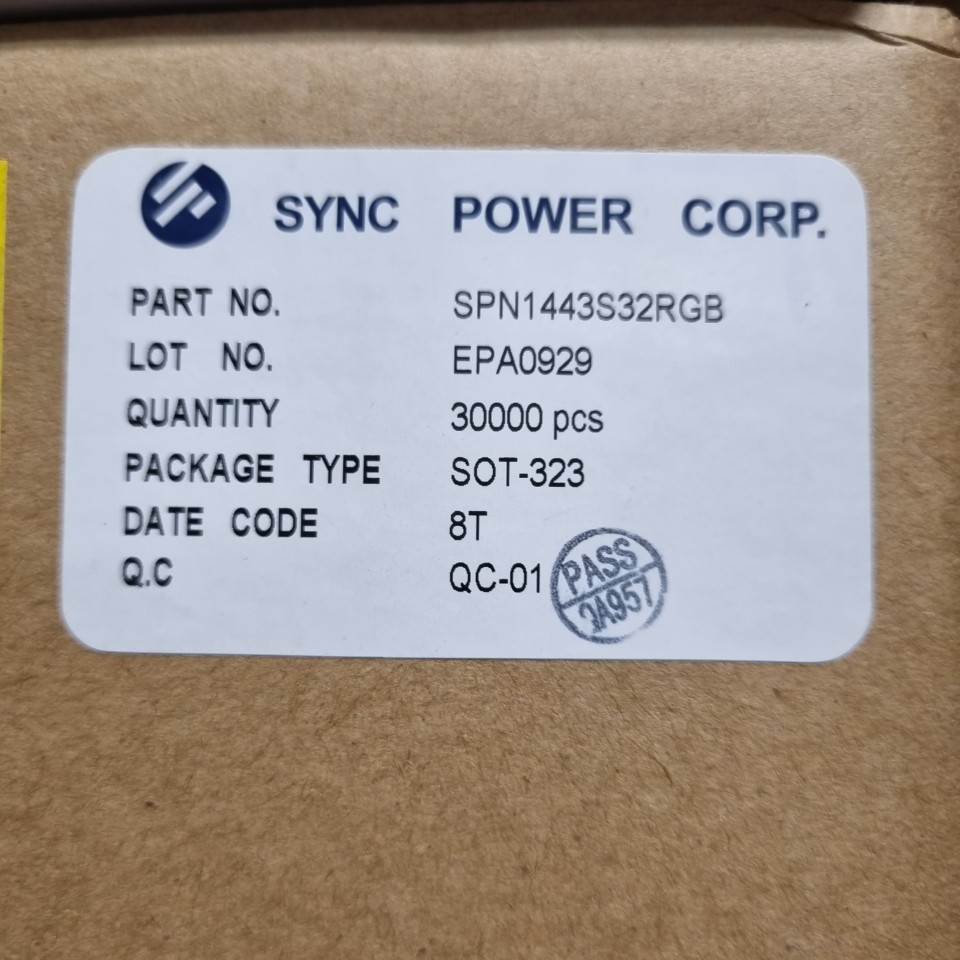 SYNC POWER CORP.
PART NO. SPN1443S32RGB
LOT NO. EPA0929
QUANTITY 30000 pcs
PACKAGE TYPE SOT-323
DATE CODE 8T
Q.C QC-01
PASS
QA957